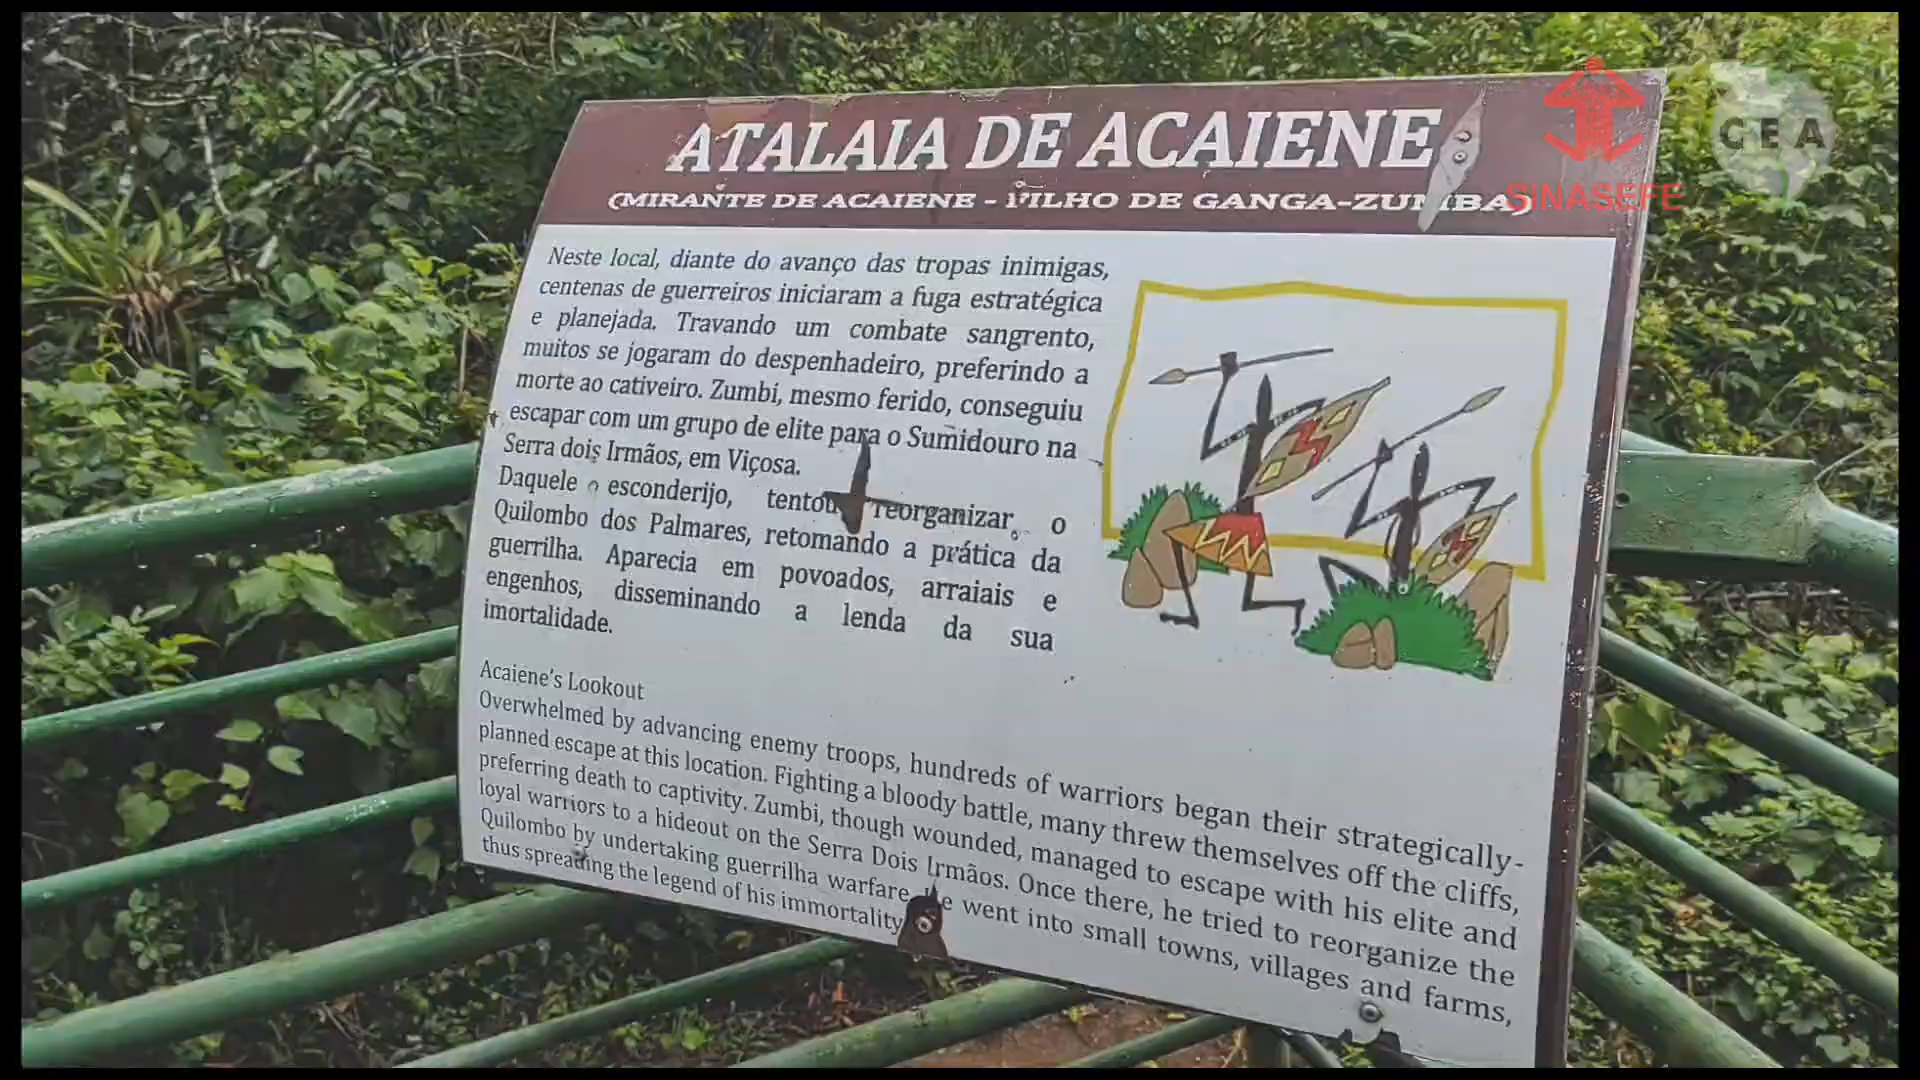 ATALAIA DE ACAIENE
(MIRANTE DE ACAIENE - FILHO DE GANGA-ZUMBA)
SINASEFE
GEA
Neste local, diante do avanço das tropas inimigas,
centenas de guerreiros iniciaram a fuga estratégica
e planejada. Travando um combate sangrento,
muitos se jogaram do despenhadeiro, preferindo a
morte ao cativeiro. Zumbi, mesmo ferido, conseguiu
escapar com um grupo de elite para o Sumidouro na
Serra dois Irmãos, em Viçosa.
Daquele esconderijo, tentou reorganizar o
Quilombo dos Palmares, retomando a prática da
guerrilha. Aparecia em povoados, arraiais e
engenhos, disseminando a lenda da sua
imortalidade.
Acaiene's Lookout
Overwhelmed by advancing enemy troops, hundreds of warriors began their strategically-
planned escape at this location. Fighting a bloody battle, many threw themselves off the cliffs,
preferring death to captivity. Zumbi, though wounded, managed to escape with his elite and
loyal warriors to a hideout on the Serra Dois Irmãos. Once there, he tried to reorganize the
Quilombo by undertaking guerrilha warfare. He went into small towns, villages and farms,
thus spreading the legend of his immortality